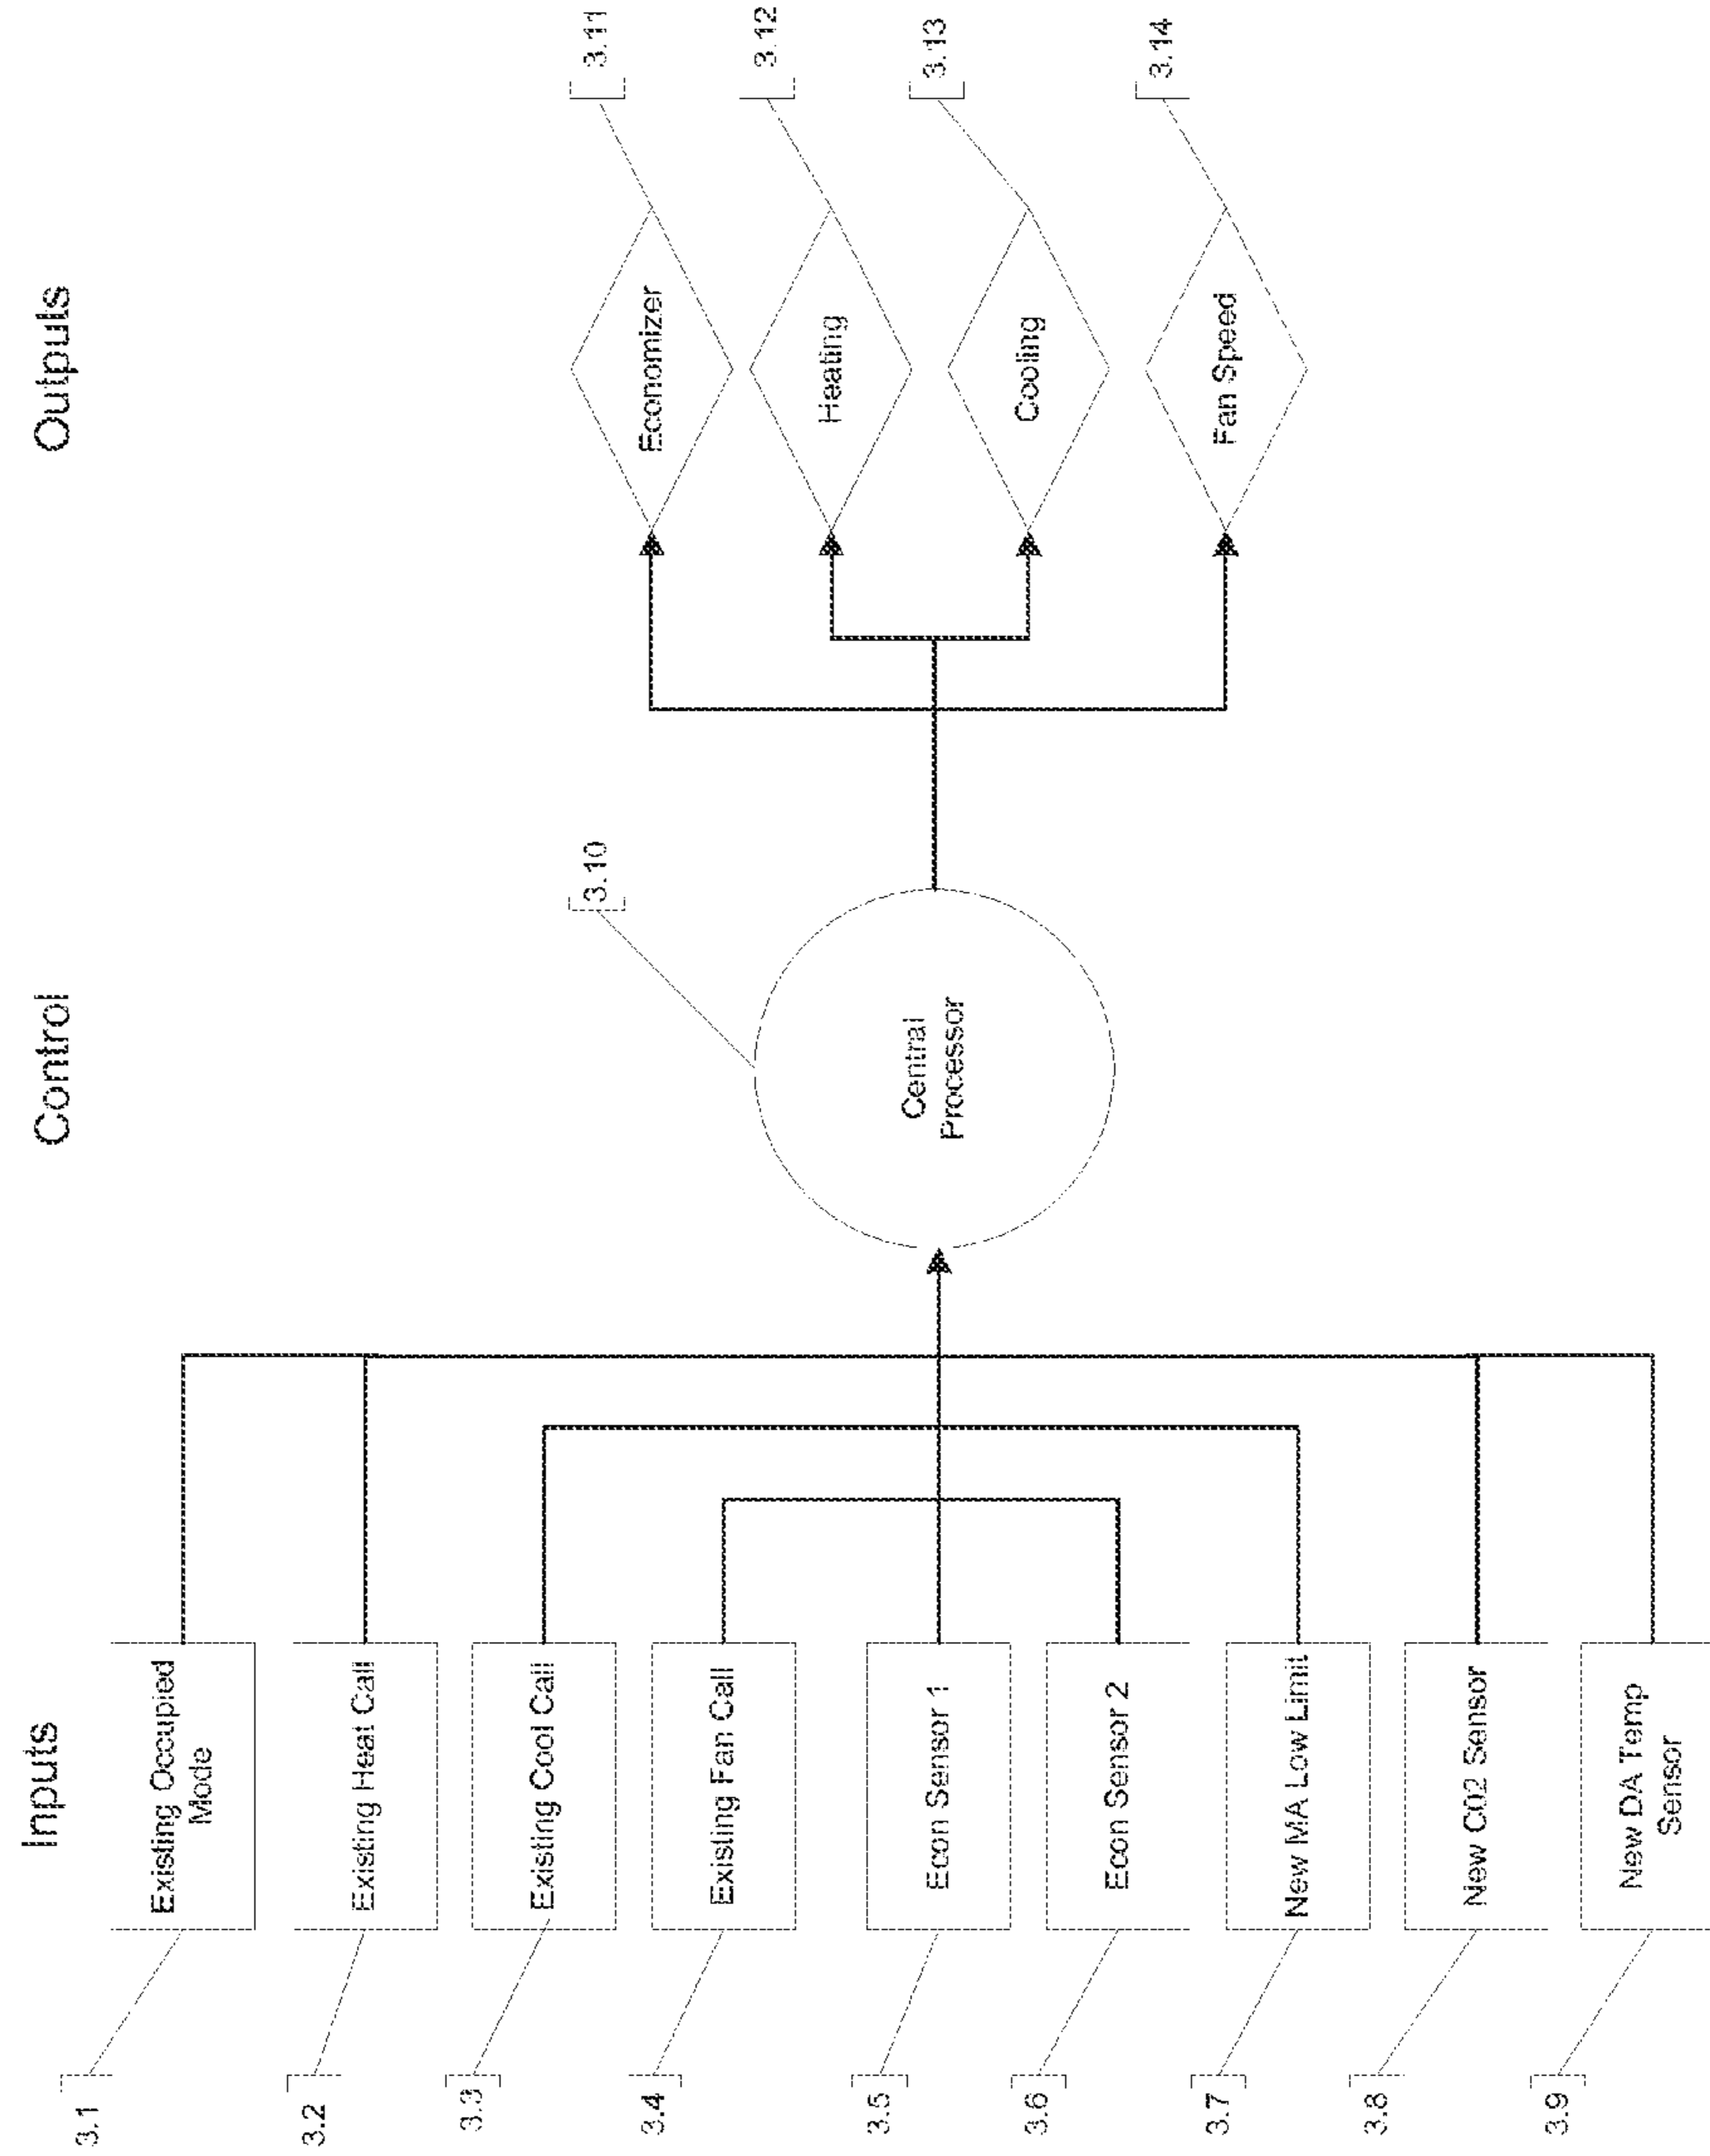 Inputs
Control
Outputs
3.1
Existing Occupied
Mode
3.2
Existing Heat Call
3.3
Existing Cool Call
3.4
Existing Fan Call
3.5
Econ Sensor 1
3.6
Econ Sensor 2
3.7
New MA Low Limit
3.8
New C02 Sensor
3.9
New DA Temp
Sensor
3.10
Central
Processor
Economizer
3.11
Heating
3.12
Cooling
3.13
Fan Speed
3.14